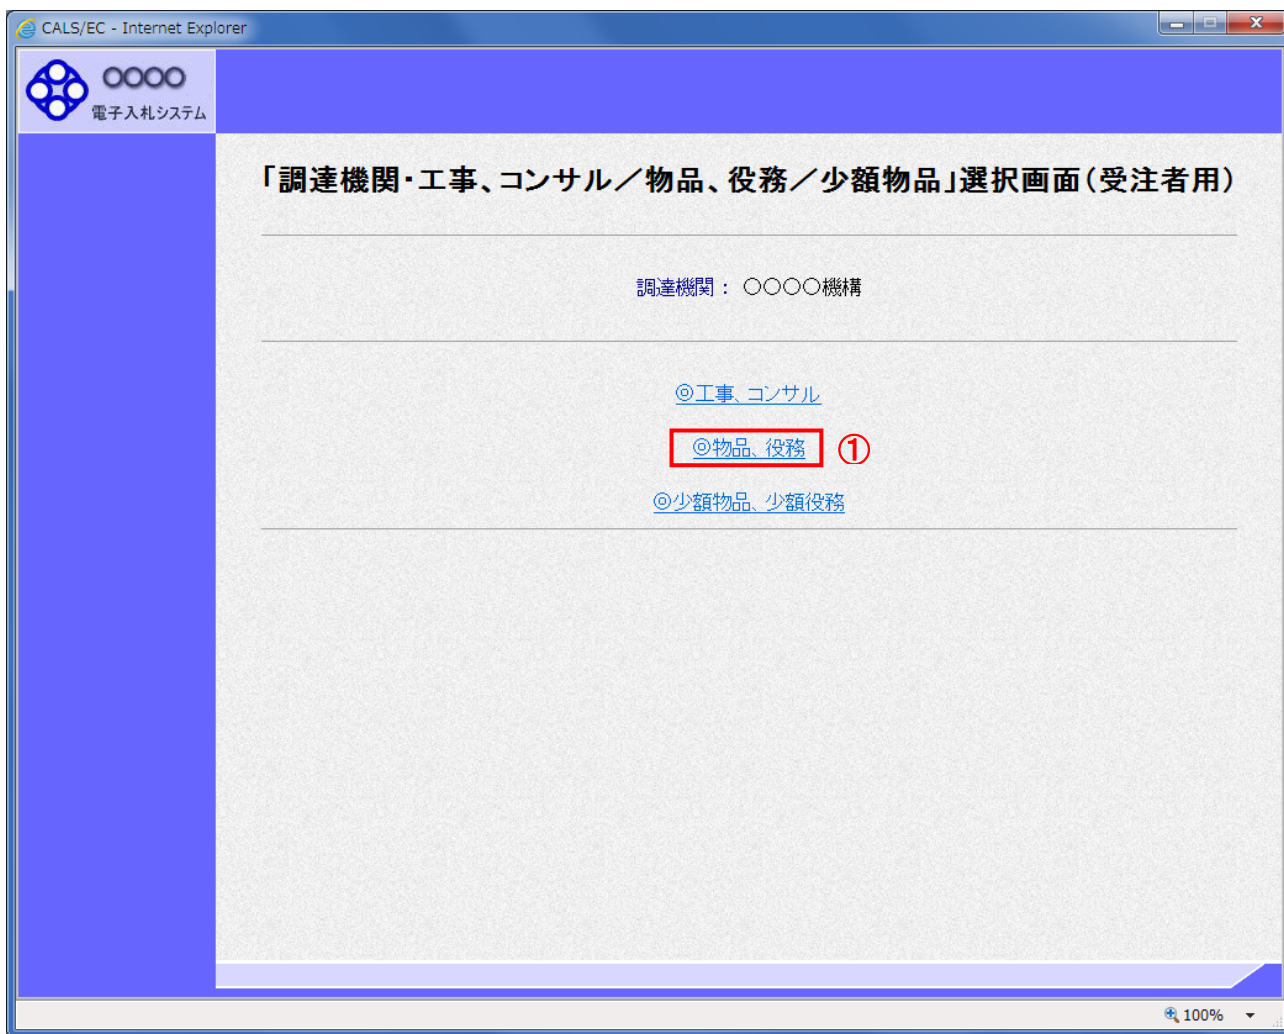 CALS/EC - Internet Explorer
○○○○
電子入札システム
「調達機関・工事、コンサル／物品、役務／少額物品」選択画面（受注者用）
調達機関： ○○○○機構
◎工事、コンサル
◎物品、役務 ①
◎少額物品、少額役務
100%